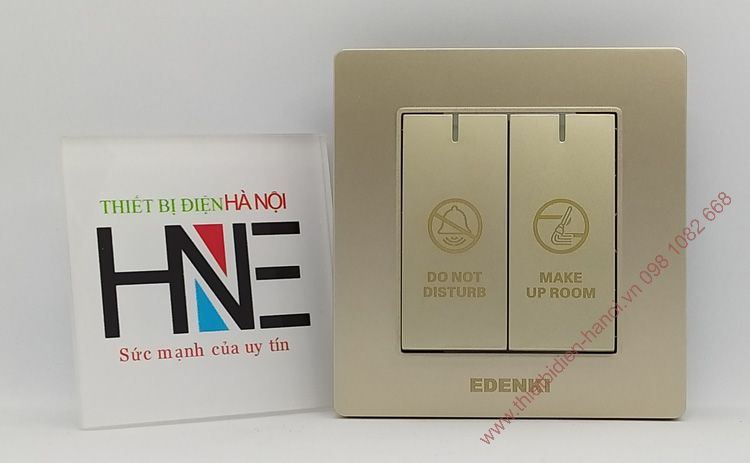 THIẾT BỊ ĐIỆN HÀ NỘI
HNE
Sức mạnh của uy tín
DO NOT
DISTURB
MAKE
UP ROOM
EDENKI
www.thietbidien-hanoi.vn 098 1082 668